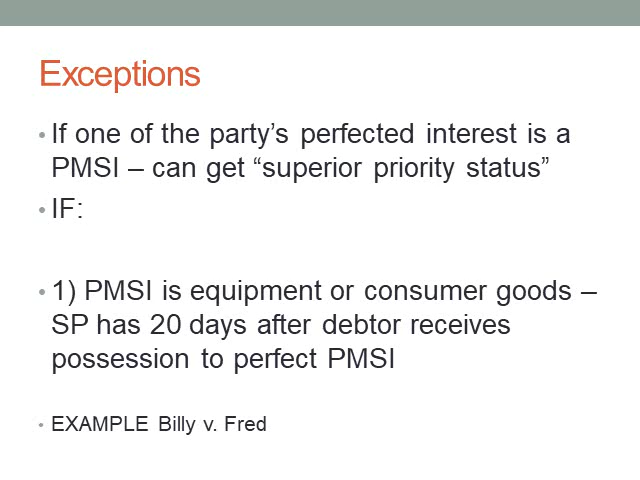 Exceptions
• If one of the party’s perfected interest is a
PMSI – can get “superior priority status”
• IF:
• 1) PMSI is equipment or consumer goods –
SP has 20 days after debtor receives
possession to perfect PMSI
• EXAMPLE Billy v. Fred